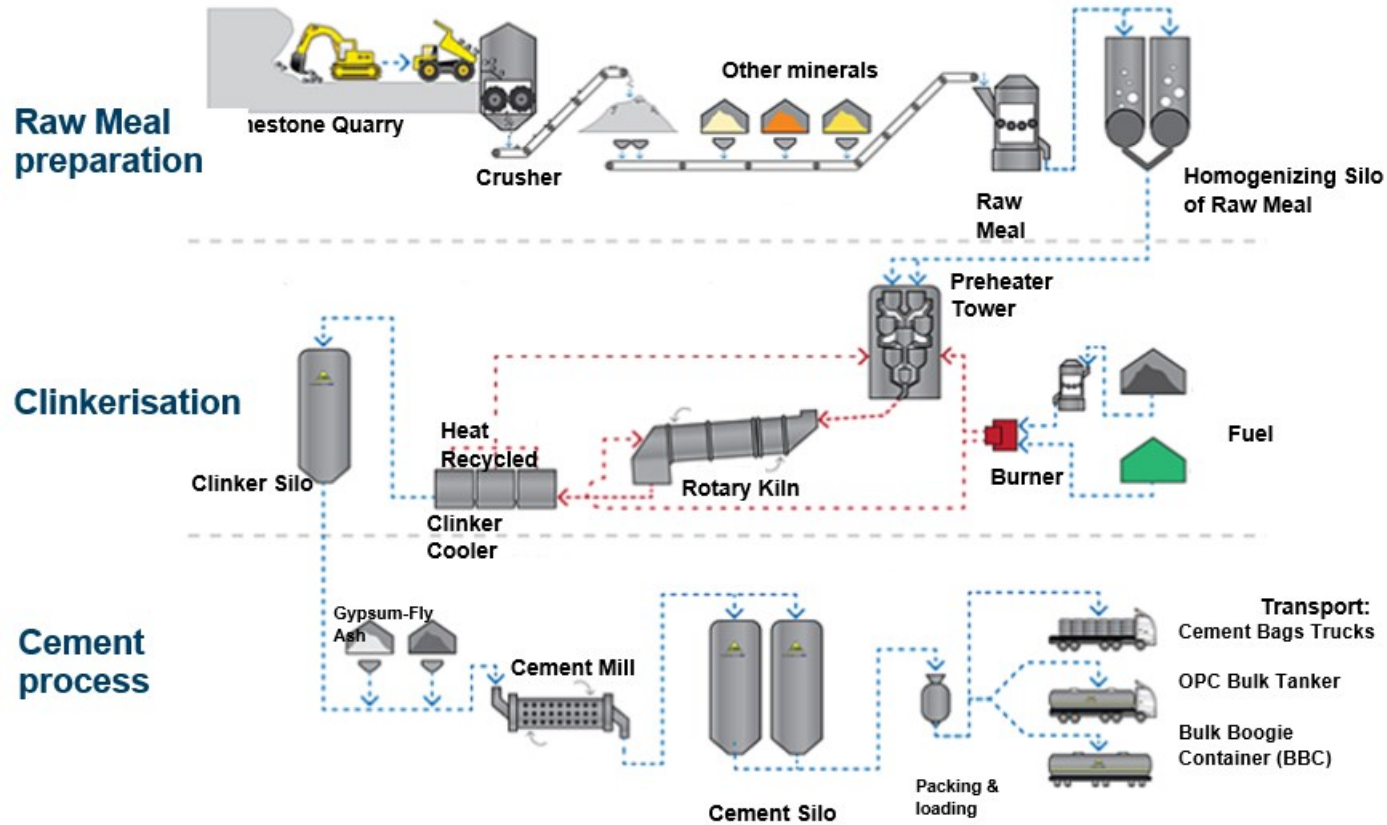 Raw Meal
preparation
nestone Quarry
Crusher
Other minerals
Raw
Meal
Homogenizing Silo
of Raw Meal
Clinkerisation
Preheater
Tower
Heat
Recycled
Clinker Silo
Clinker
Cooler
Rotary Kiln
Burner
Fuel
Cement
process
Gypsum-Fly
Ash
Cement Mill
Cement Silo
Packing &
loading
Transport:
Cement Bags Trucks
OPC Bulk Tanker
Bulk Boogie
Container (BBC)